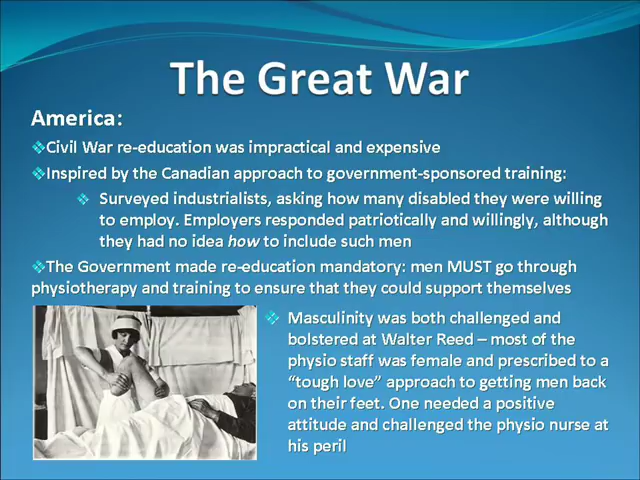 The Great War
America:
❖Civil War re-education was impractical and expensive
❖Inspired by the Canadian approach to government-sponsored training:
❖ Surveyed industrialists, asking how many disabled they were willing
to employ. Employers responded patriotically and willingly, although
they had no idea how to include such men
❖The Government made re-education mandatory: men MUST go through
physiotherapy and training to ensure that they could support themselves
❖ Masculinity was both challenged and
bolstered at Walter Reed – most of the
physio staff was female and prescribed to a
“tough love” approach to getting men back
on their feet. One needed a positive
attitude and challenged the physio nurse at
his peril